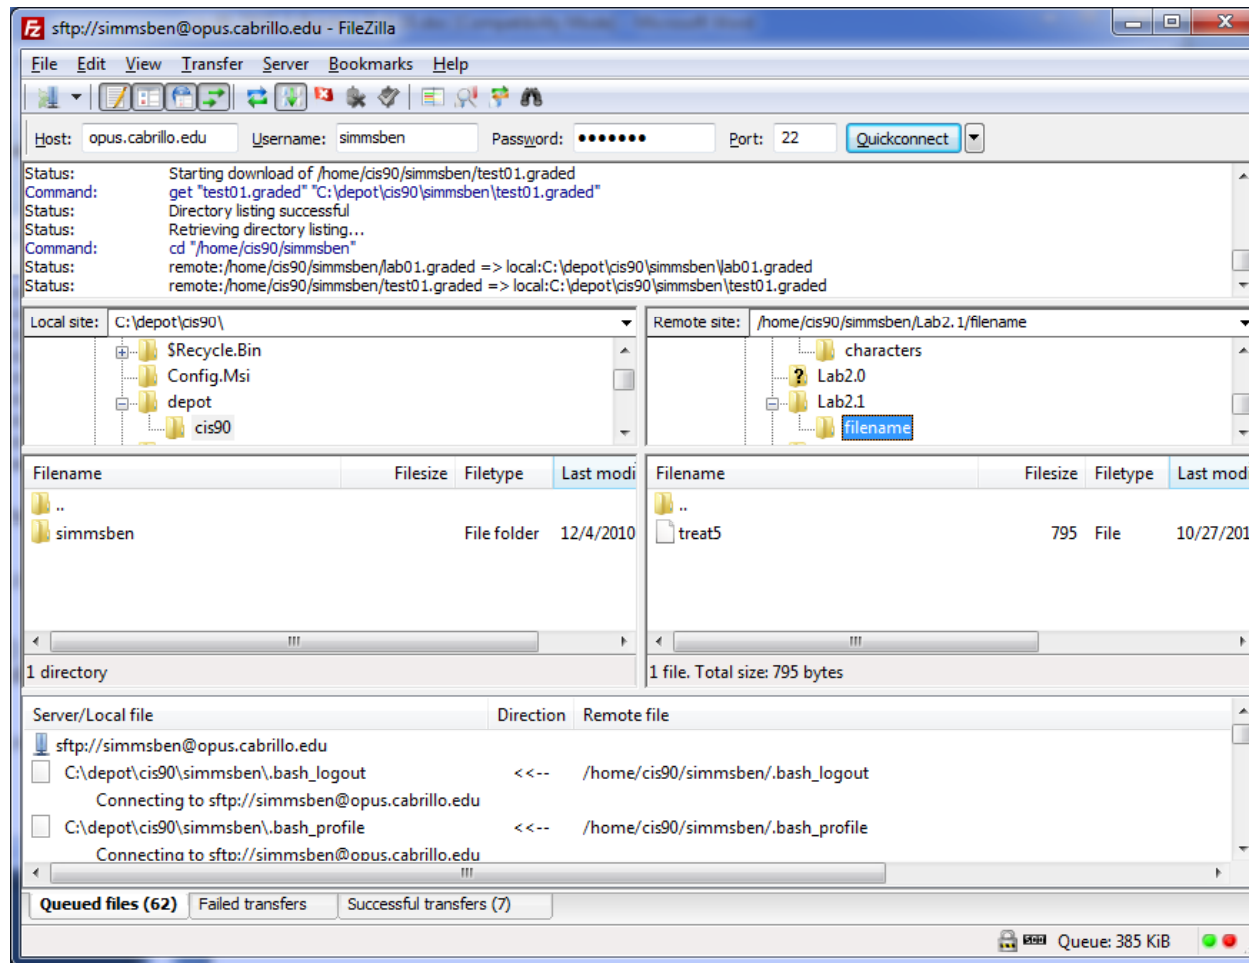 sftp://simmsben@opus.cabrillo.edu - FileZilla
File Edit View Transfer Server Bookmarks Help
Host: opus.cabrillo.edu Username: simmsben Password: ●●●●●●● Port: 22 Quickconnect
Status: Starting download of /home/cis90/simmsben/test01.graded
Command: get "test01.graded" "C:\depot\cis90\simmsben\test01.graded"
Status: Directory listing successful
Status: Retrieving directory listing...
Command: cd "/home/cis90/simmsben"
Status: remote:/home/cis90/simmsben/lab01.graded => local:C:\depot\cis90\simmsben\lab01.graded
Status: remote:/home/cis90/simmsben/test01.graded => local:C:\depot\cis90\simmsben\test01.graded
Local site: C:\depot\cis90\
$Recycle.Bin
Config.Msi
depot
cis90
Remote site: /home/cis90/simmsben/Lab2.1/filename
characters
Lab2.0
Lab2.1
filename
Filename Filesize Filetype Last modi
..
simmsben File folder 12/4/2010
1 directory
Filename Filesize Filetype Last modi
..
treat5 795 File 10/27/201
1 file. Total size: 795 bytes
Server/Local file Direction Remote file
sftp://simmsben@opus.cabrillo.edu
C:\depot\cis90\simmsben\.bash_logout <<-- /home/cis90/simmsben/.bash_logout
Connecting to sftp://simmsben@opus.cabrillo.edu
C:\depot\cis90\simmsben\.bash_profile <<-- /home/cis90/simmsben/.bash_profile
Connecting to sftp://simmsben@opus.cabrillo.edu
Queued files (62) Failed transfers Successful transfers (7)
Queue: 385 KiB